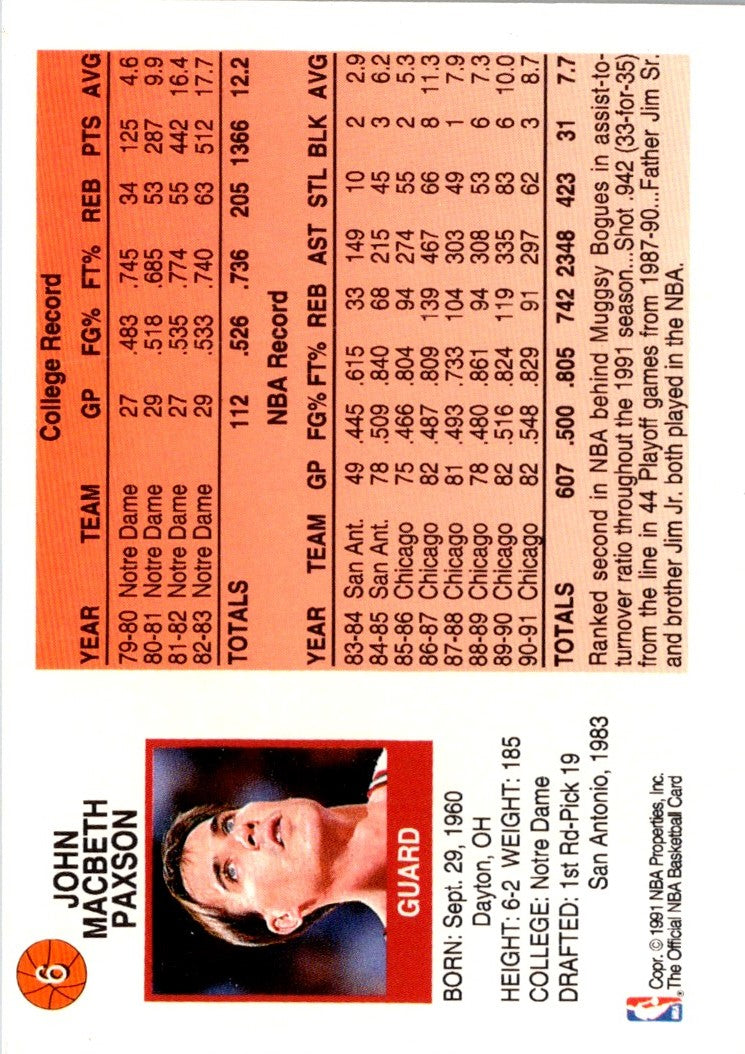 6
JOHN
MACBETH
PAXSON
GUARD
BORN: Sept. 29, 1960
Dayton, OH
HEIGHT: 6-2 WEIGHT: 185
COLLEGE: Notre Dame
DRAFTED: 1st Rd-Pick 19
San Antonio, 1983
NBA
Copr. © 1991 NBA Properties, Inc.
® The Official NBA Basketball Card
College Record
YEAR TEAM GP FG% FT% REB PTS AVG
79-80 Notre Dame 27 .483 .745 34 125 4.6
80-81 Notre Dame 29 .518 .685 53 287 9.9
81-82 Notre Dame 27 .535 .774 55 442 16.4
82-83 Notre Dame 29 .533 .740 63 512 17.7
TOTALS 112 .526 .736 205 1366 12.2
NBA Record
YEAR TEAM GP FG% FT% REB AST STL BLK AVG
83-84 San Ant. 49 .445 .615 33 149 10 2 2.9
84-85 San Ant. 78 .509 .840 68 215 45 3 6.2
85-86 Chicago 75 .466 .804 94 274 55 2 5.3
86-87 Chicago 82 .487 .809 139 467 66 8 11.3
87-88 Chicago 81 .493 .733 104 303 49 1 7.9
88-89 Chicago 78 .480 .861 94 308 53 6 7.3
89-90 Chicago 82 .516 .824 119 335 83 6 10.0
90-91 Chicago 82 .548 .829 91 297 62 3 8.7
TOTALS 607 .500 .805 742 2348 423 31 7.7
Ranked second in NBA behind Muggsy Bogues in assist-to-
turnover ratio throughout the 1991 season...Shot .942 (33-for-35)
from the line in 44 Playoff games from 1987-90...Father Jim Sr.
and brother Jim Jr. both played in the NBA.